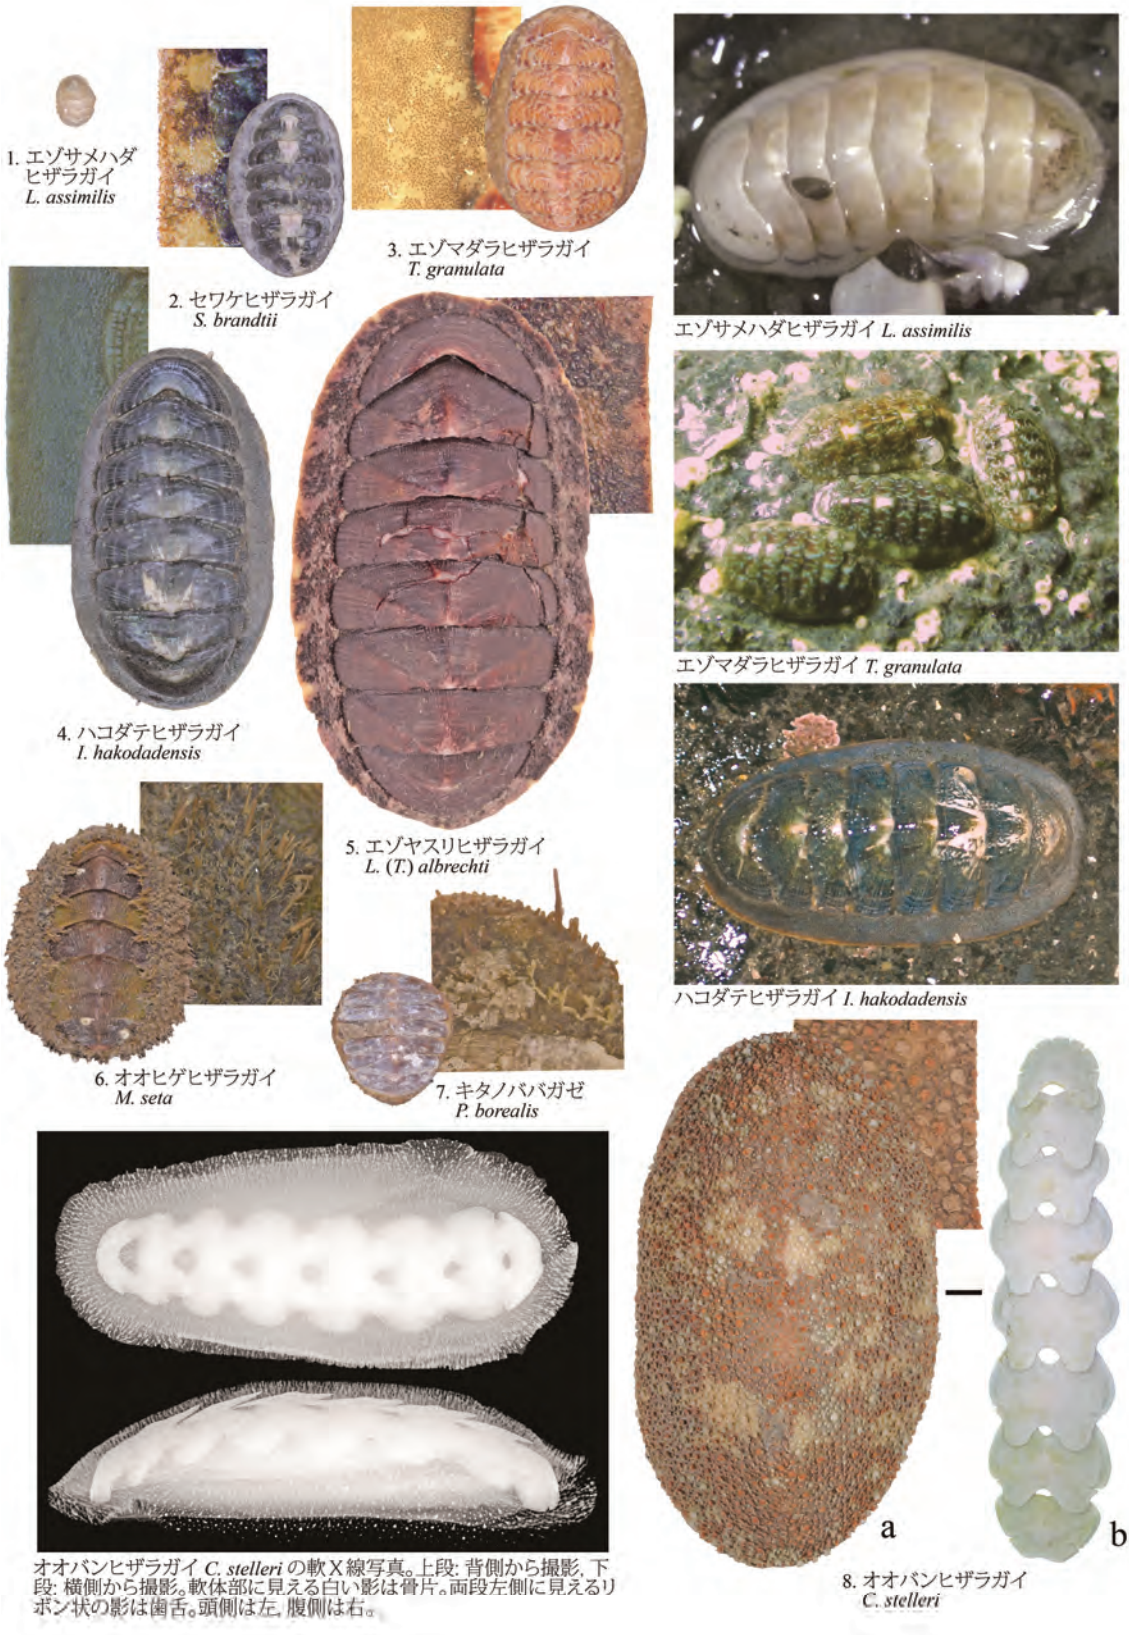 1. エゾサメハダ
ヒザラガイ
L. assimilis
2. セワケヒザラガイ
S. brandtii
3. エゾマダラヒザラガイ
T. granulata
エゾサメハダヒザラガイ L. assimilis
エゾマダラヒザラガイ T. granulata
4. ハコダテヒザラガイ
I. hakodadensis
5. エゾヤスリヒザラガイ
L. (T.) albrechti
ハコダテヒザラガイ I. hakodadensis
6. オオヒゲヒザラガイ
M. seta
7. キタノババガゼ
P. borealis
オオバンヒザラガイ C. stelleri の軟X線写真。上段: 背側から撮影, 下
段: 横側から撮影。軟体部に見える白い影は骨片。両段左側に見えるリ
ボン状の影は歯舌。頭側は左, 腹側は右。
a
b
8. オオバンヒザラガイ
C. stelleri